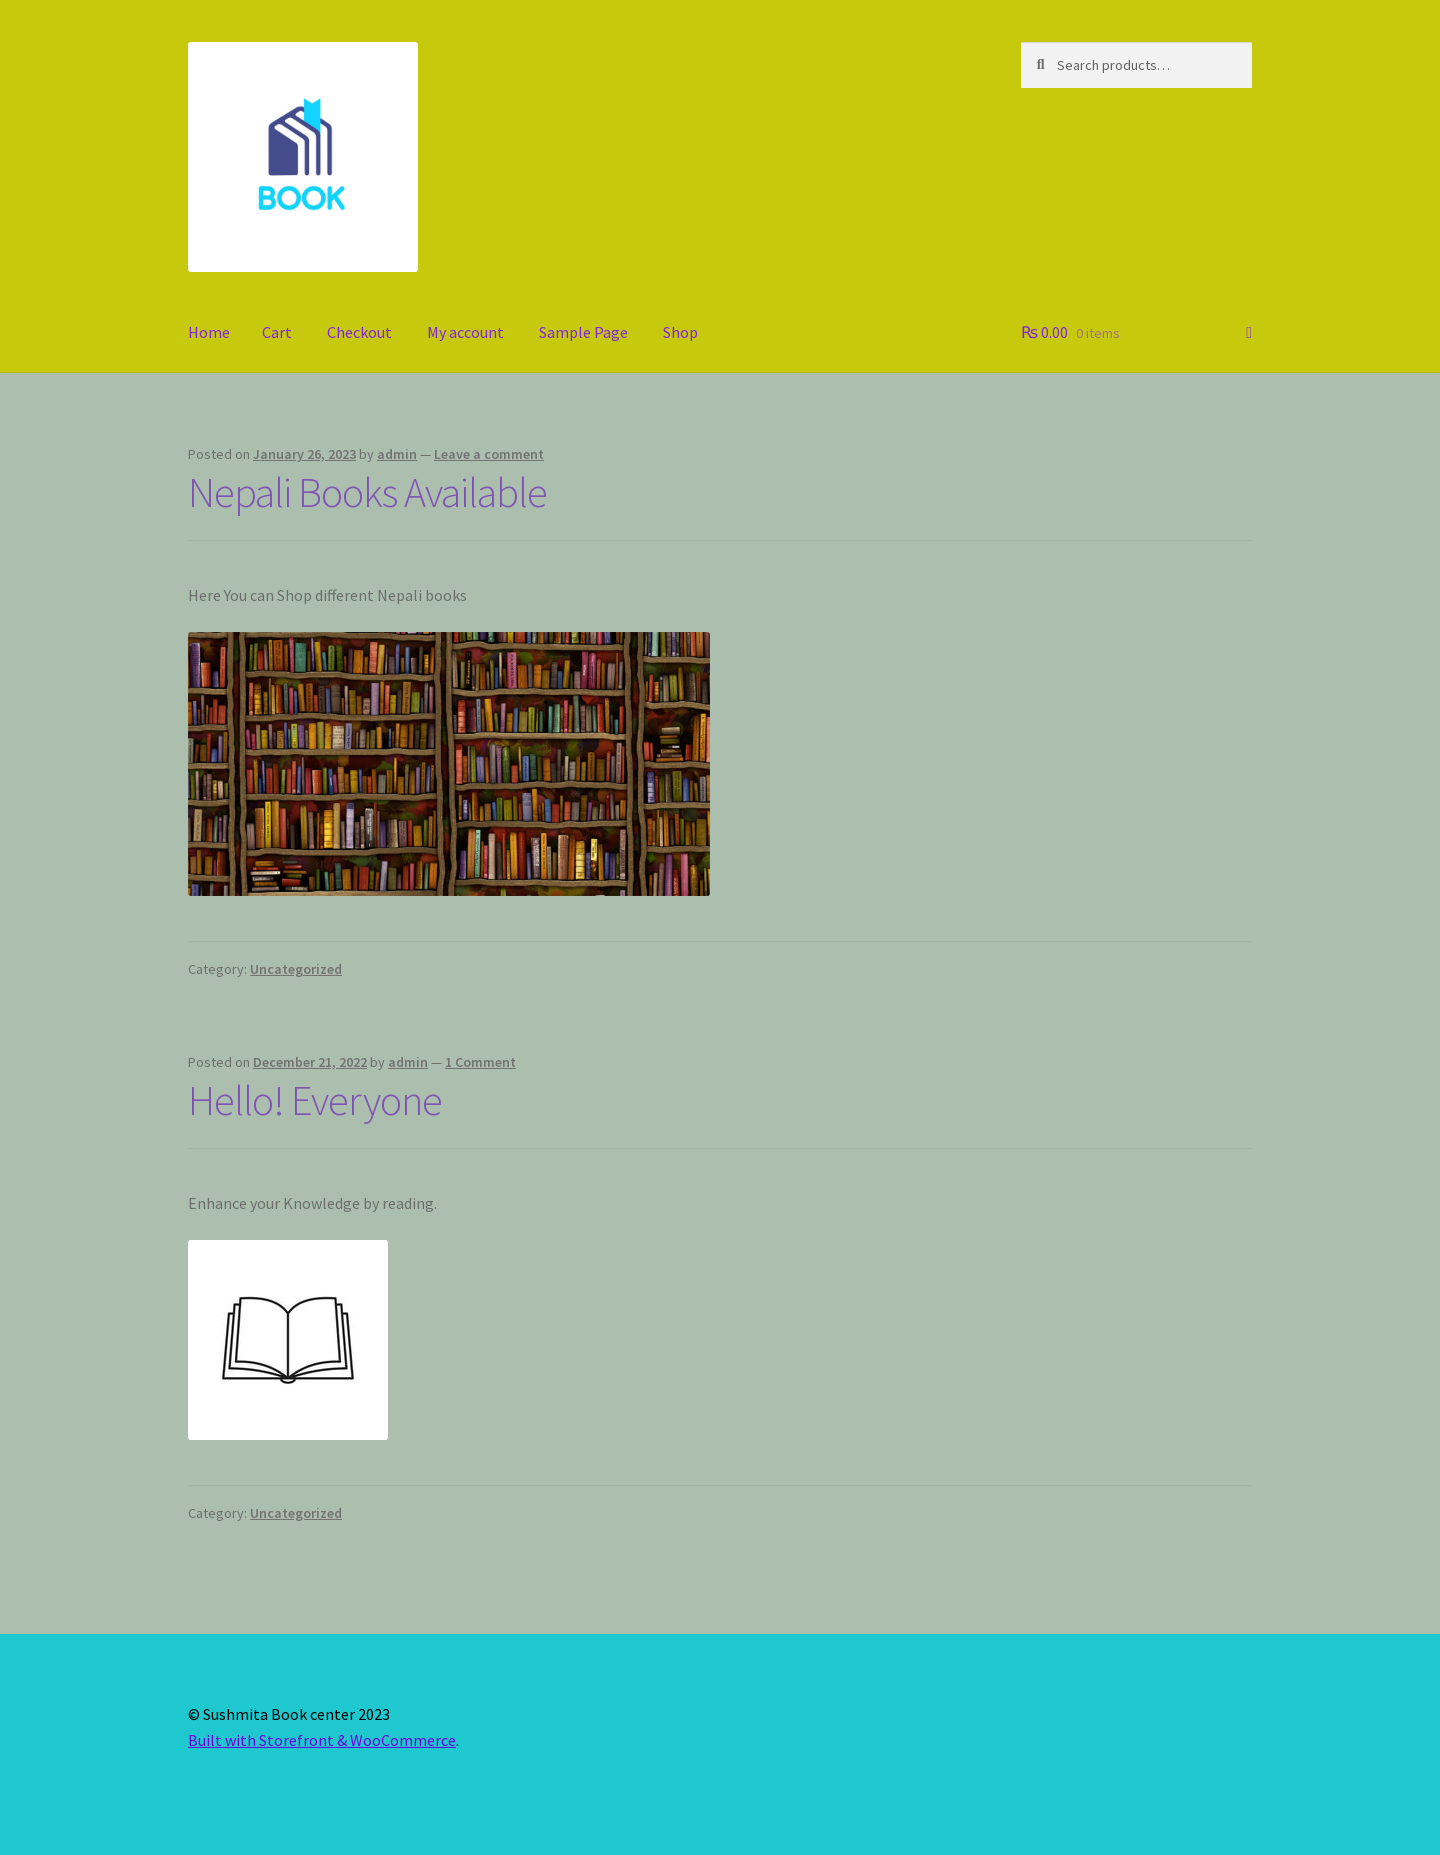 BOOK
Search products…
Home Cart Checkout My account Sample Page Shop
₨ 0.00 0 items
Posted on January 26, 2023 by admin — Leave a comment
Nepali Books Available
Here You can Shop different Nepali books
Category: Uncategorized
Posted on December 21, 2022 by admin — 1 Comment
Hello! Everyone
Enhance your Knowledge by reading.
Category: Uncategorized
© Sushmita Book center 2023
Built with Storefront & WooCommerce.